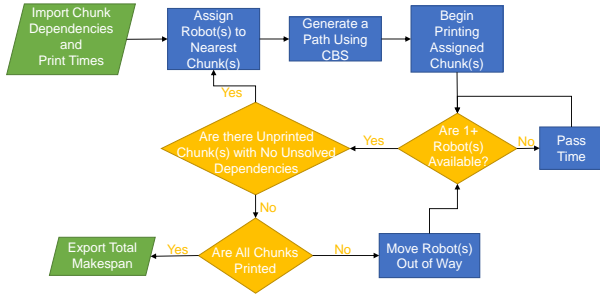 Import Chunk
Dependencies
and
Print Times
Assign
Robot(s) to
Nearest
Chunk(s)
Generate a
Path Using
CBS
Begin
Printing
Assigned
Chunk(s)
Yes
Are there Unprinted
Chunk(s) with No Unsolved
Dependencies
Yes
Are 1+
Robot(s)
Available?
No
Pass
Time
No
Export Total
Makespan
Yes
Are All Chunks
Printed
No
Move Robot(s)
Out of Way